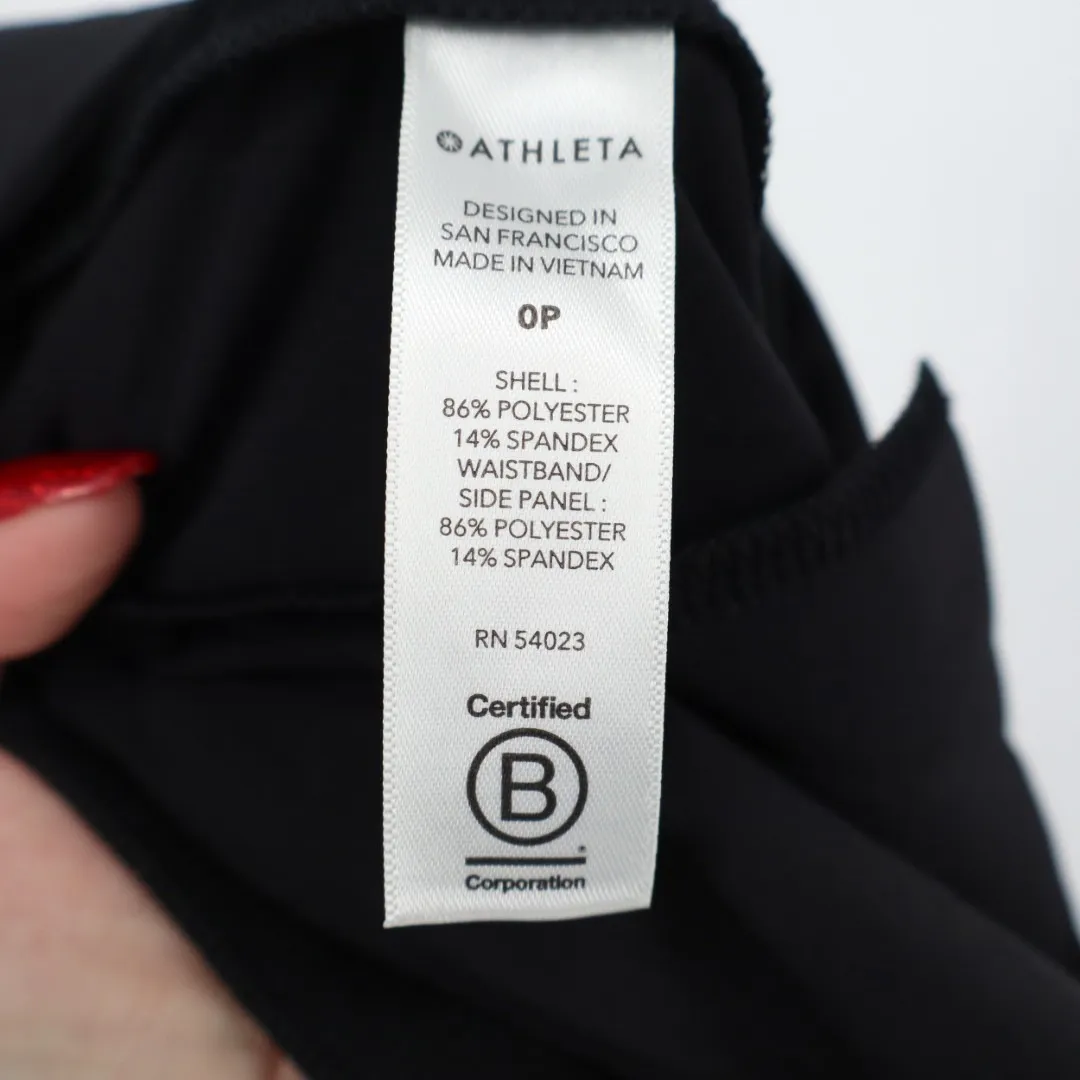 ATHLETA
DESIGNED IN
SAN FRANCISCO
MADE IN VIETNAM
0P
SHELL :
86% POLYESTER
14% SPANDEX
WAISTBAND/
SIDE PANEL :
86% POLYESTER
14% SPANDEX
RN 54023
Certified
B
Corporation